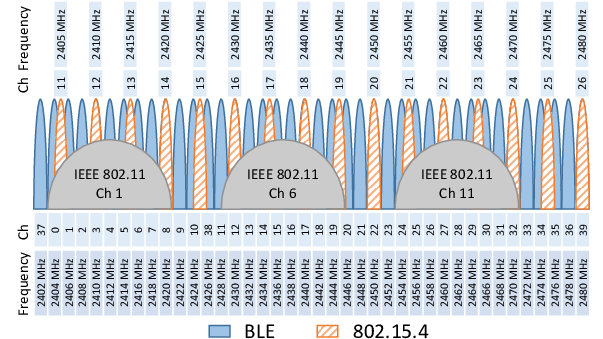 Ch Frequency
2405 MHz 2410 MHz 2415 MHz 2420 MHz 2425 MHz 2430 MHz 2435 MHz 2440 MHz 2445 MHz 2450 MHz 2455 MHz 2460 MHz 2465 MHz 2470 MHz 2475 MHz 2480 MHz
11 12 13 14 15 16 17 18 19 20 21 22 23 24 25 26
IEEE 802.11 IEEE 802.11 IEEE 802.11
Ch 1 Ch 6 Ch 11
Ch
37 0 1 2 3 4 5 6 7 8 9 10 38 11 12 13 14 15 16 17 18 19 20 21 22 23 24 25 26 27 28 29 30 31 32 33 34 35 36 39
Frequency
2402 MHz 2404 MHz 2406 MHz 2408 MHz 2410 MHz 2412 MHz 2414 MHz 2416 MHz 2418 MHz 2420 MHz 2422 MHz 2424 MHz 2426 MHz 2428 MHz 2430 MHz 2432 MHz 2434 MHz 2436 MHz 2438 MHz 2440 MHz 2442 MHz 2444 MHz 2446 MHz 2448 MHz 2450 MHz 2452 MHz 2454 MHz 2456 MHz 2458 MHz 2460 MHz 2462 MHz 2464 MHz 2466 MHz 2468 MHz 2470 MHz 2472 MHz 2474 MHz 2476 MHz 2478 MHz 2480 MHz
BLE 802.15.4